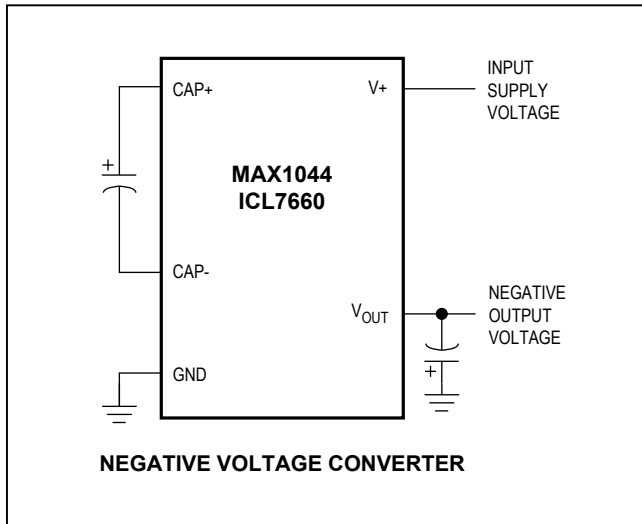 CAP+
V+
INPUT
SUPPLY
VOLTAGE
+
MAX1044
ICL7660
CAP-
VOUT
NEGATIVE
OUTPUT
VOLTAGE
GND
+
NEGATIVE VOLTAGE CONVERTER